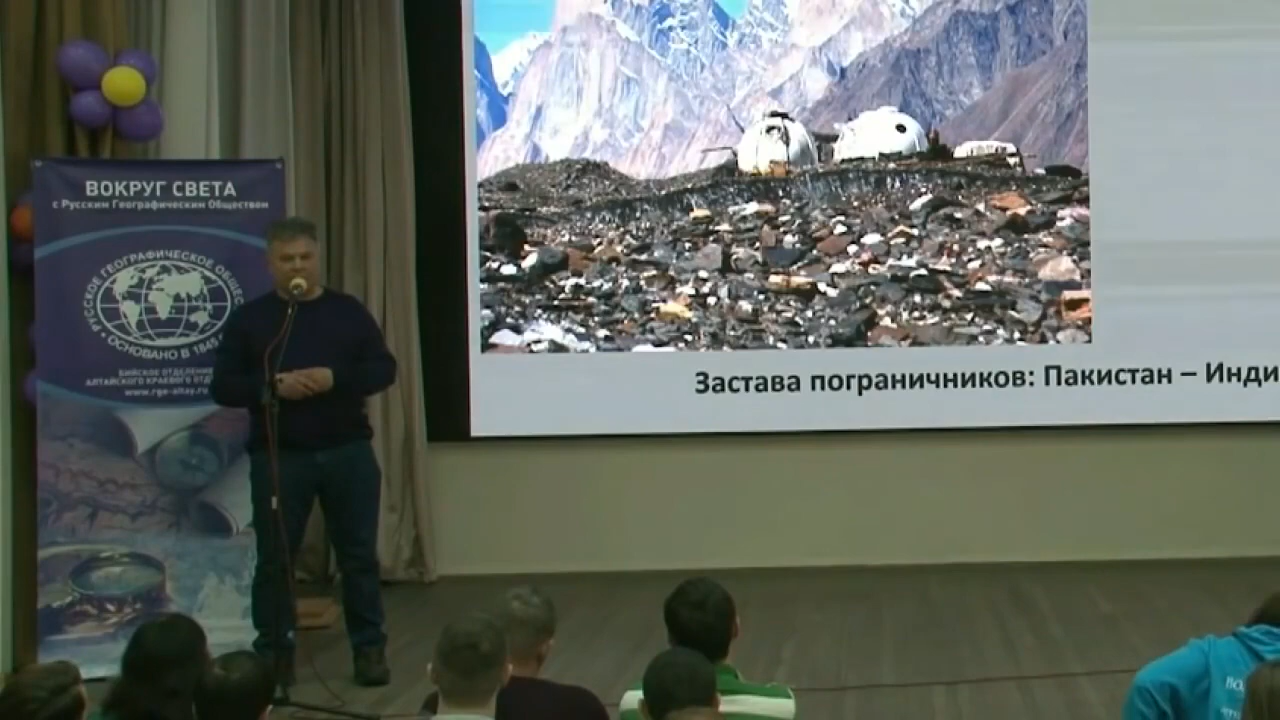 ВОКРУГ СВЕТА
с Русским Географическим Обществом
РУССКОЕ ГЕОГРАФИЧЕСКОЕ ОБЩЕС
• ОСНОВАНО В 1845 •
БИЙСКОЕ ОТДЕЛЕНИЕ
АЛТАЙСКОГО КРАЕВОГО ОТД
www.rge-altay.ru
Застава пограничников: Пакистан – Инди